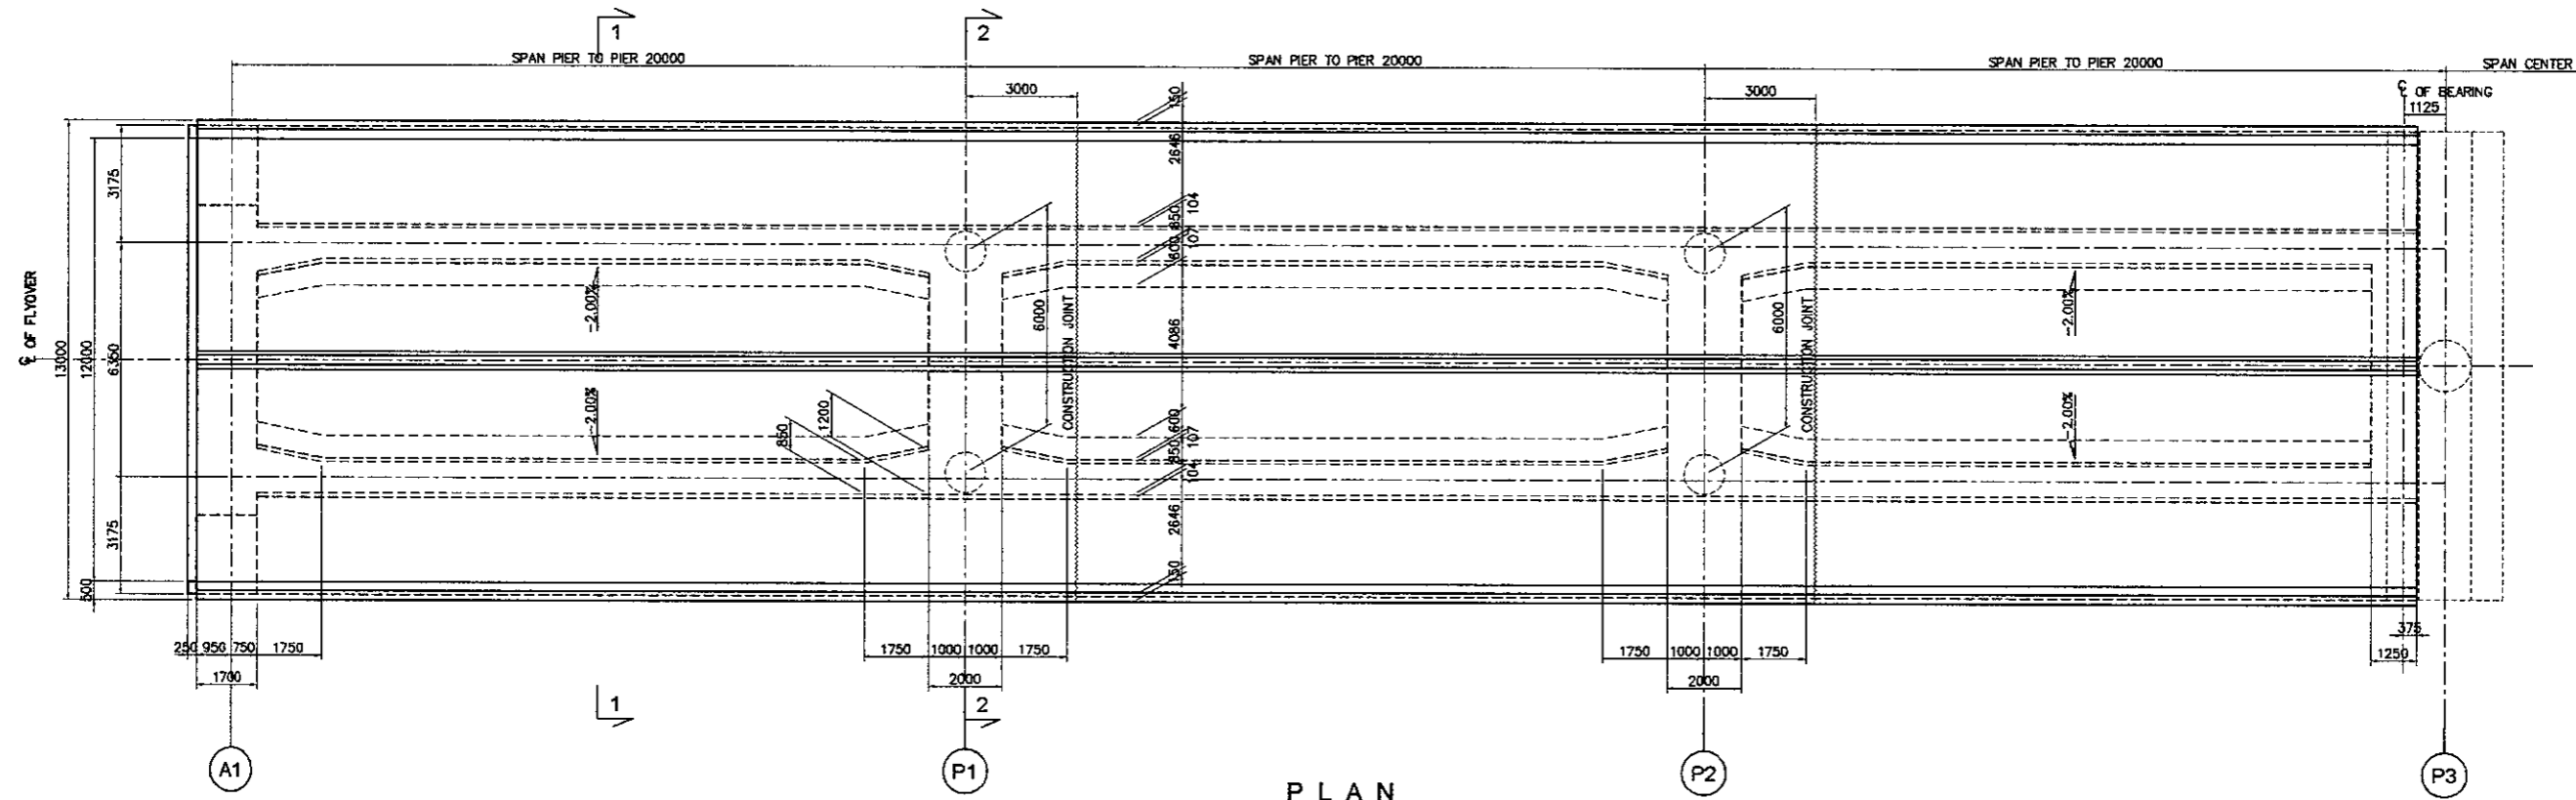 1
2
SPAN PIER TO PIER 20000
SPAN PIER TO PIER 20000
SPAN PIER TO PIER 20000
SPAN CENTER
3000
3000
℄ OF BEARING
1125
150
2646
104
850
107
600
4086
600
107
850
104
2646
150
3175
6350
3175
12000
13000
500
℄ OF FLYOVER
-2.00%
-2.00%
-2.00%
-2.00%
6000
6000
CONSTRUCTION JOINT
CONSTRUCTION JOINT
1200
850
250 950 750 1750
1700
1750 1000 1000 1750
2000
1750 1000 1000 1750
2000
375
1250
1
2
A1
P1
P2
P3
PLAN